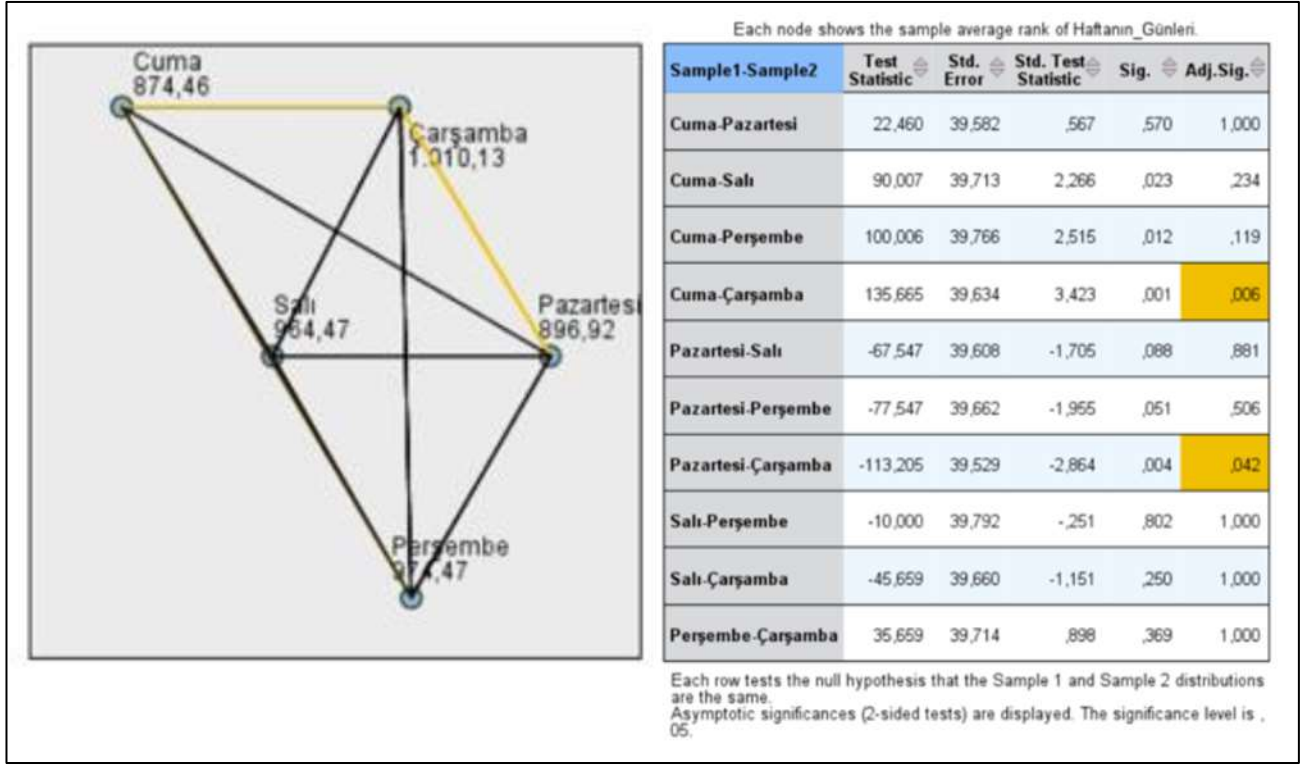 Each node shows the sample average rank of Haftanın_Günleri.
Cuma
874,46
Çarşamba
1.010,13
Salı
964,47
Pazartesi
896,92
Perşembe
974,47
Sample1-Sample2 Test Statistic Std. Error Std. Test Statistic Sig. Adj.Sig.
Cuma-Pazartesi 22,460 39,582 ,567 ,570 1,000
Cuma-Salı 90,007 39,713 2,266 ,023 ,234
Cuma-Perşembe 100,006 39,766 2,515 ,012 ,119
Cuma-Çarşamba 135,665 39,634 3,423 ,001 ,006
Pazartesi-Salı -67,547 39,608 -1,705 ,088 ,881
Pazartesi-Perşembe -77,547 39,662 -1,955 ,051 ,506
Pazartesi-Çarşamba -113,205 39,529 -2,864 ,004 ,042
Salı-Perşembe -10,000 39,792 -,251 ,802 1,000
Salı-Çarşamba -45,659 39,660 -1,151 ,250 1,000
Perşembe-Çarşamba 35,659 39,714 ,898 ,369 1,000
Each row tests the null hypothesis that the Sample 1 and Sample 2 distributions
are the same.
Asymptotic significances (2-sided tests) are displayed. The significance level is ,
05.